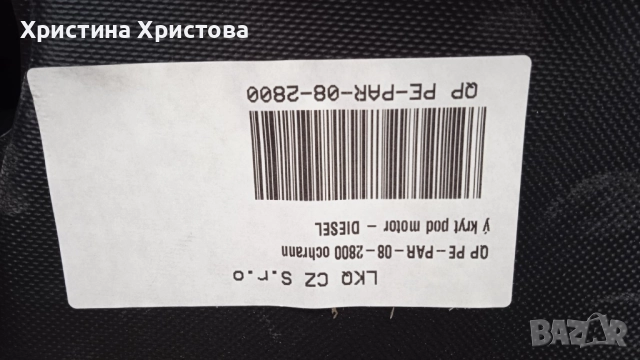 Христина Христова
LKQ CZ S.r.o
QP PE-PAR-08-2800 ochrann
ý kryt pod motor - DIESEL
QP PE-PAR-08-2800
BAZAR